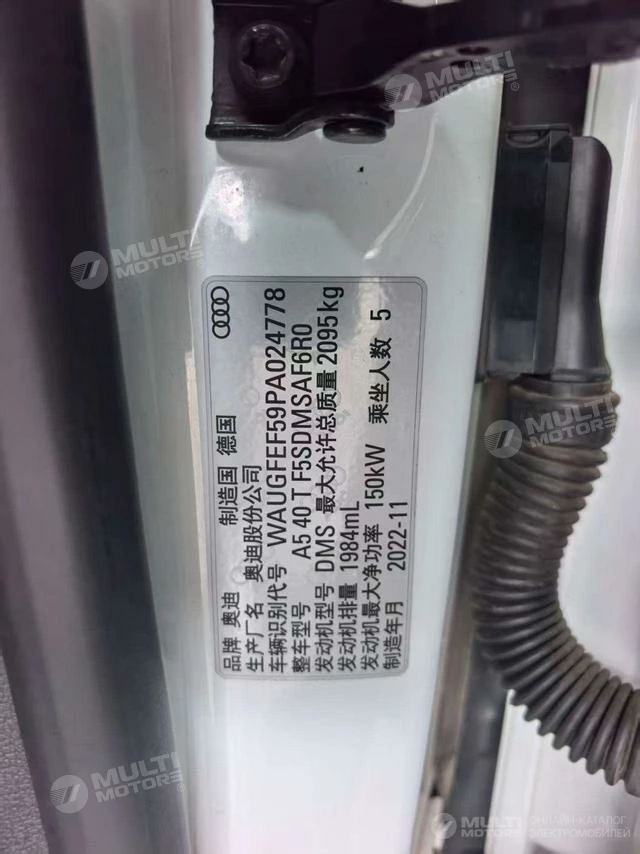 品牌 奥迪 制造国 德国
生产厂名 奥迪股份公司
车辆识别代号 WAUGFEF59PA024778
整车型号 A5 40 T F5SDMSAF6R0
发动机型号 DMS 最大允许总质量 2095kg
发动机排量 1984mL
发动机最大净功率 150kW 乘坐人数 5
制造年月 2022-11
MULTI
MOTORS
MULTI
MOTORS
MULTI
MOTORS
MULTI
MOTORS
MULTI
MOTORS
ОНЛАЙН-КАТАЛОГ
ЭЛЕКТРОМОБИЛЕЙ